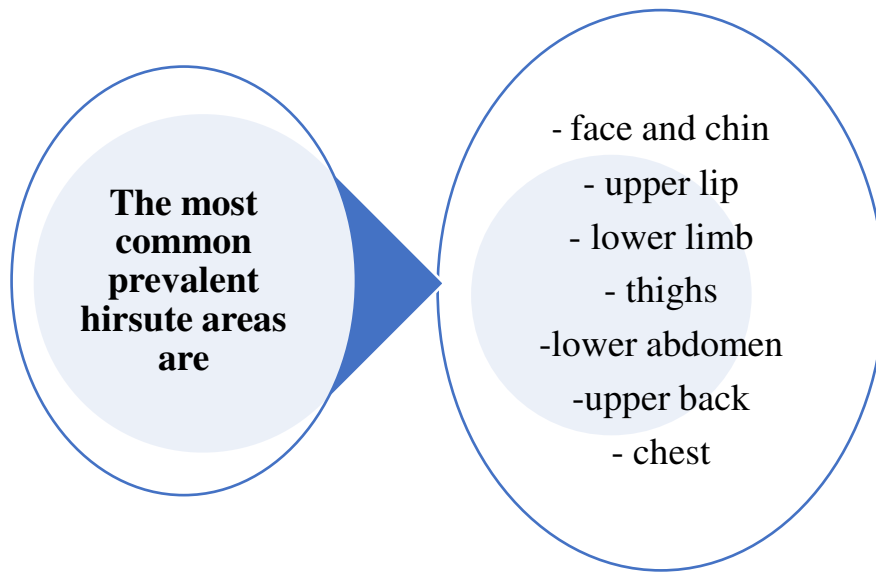 The most
common
prevalent
hirsute areas
are
- face and chin
- upper lip
- lower limb
- thighs
-lower abdomen
-upper back
- chest